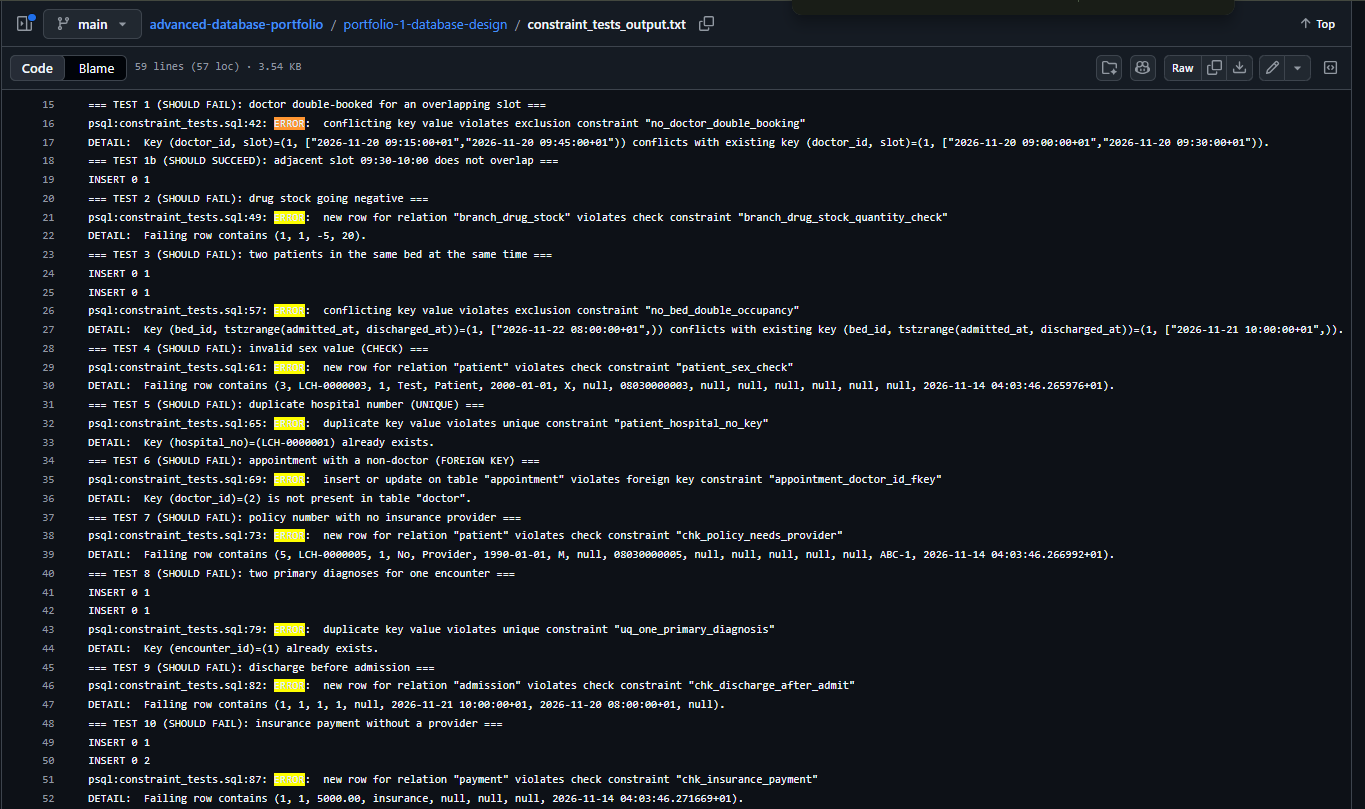 main
advanced-database-portfolio / portfolio-1-database-design / constraint_tests_output.txt
Top
Code Blame 59 lines (57 loc) · 3.54 KB
Raw
15 === TEST 1 (SHOULD FAIL): doctor double-booked for an overlapping slot ===
16 psql:constraint_tests.sql:42: ERROR: conflicting key value violates exclusion constraint "no_doctor_double_booking"
17 DETAIL: Key (doctor_id, slot)=(1, ["2026-11-20 09:15:00+01","2026-11-20 09:45:00+01")) conflicts with existing key (doctor_id, slot)=(1, ["2026-11-20 09:00:00+01","2026-11-20 09:30:00+01")).
18 === TEST 1b (SHOULD SUCCEED): adjacent slot 09:30-10:00 does not overlap ===
19 INSERT 0 1
20 === TEST 2 (SHOULD FAIL): drug stock going negative ===
21 psql:constraint_tests.sql:49: ERROR: new row for relation "branch_drug_stock" violates check constraint "branch_drug_stock_quantity_check"
22 DETAIL: Failing row contains (1, 1, -5, 20).
23 === TEST 3 (SHOULD FAIL): two patients in the same bed at the same time ===
24 INSERT 0 1
25 INSERT 0 1
26 psql:constraint_tests.sql:57: ERROR: conflicting key value violates exclusion constraint "no_bed_double_occupancy"
27 DETAIL: Key (bed_id, tstzrange(admitted_at, discharged_at))=(1, ["2026-11-22 08:00:00+01",)) conflicts with existing key (bed_id, tstzrange(admitted_at, discharged_at))=(1, ["2026-11-21 10:00:00+01",)).
28 === TEST 4 (SHOULD FAIL): invalid sex value (CHECK) ===
29 psql:constraint_tests.sql:61: ERROR: new row for relation "patient" violates check constraint "patient_sex_check"
30 DETAIL: Failing row contains (3, LCH-0000003, 1, Test, Patient, 2000-01-01, X, null, 08030000003, null, null, null, null, null, null, 2026-11-14 04:03:46.265976+01).
31 === TEST 5 (SHOULD FAIL): duplicate hospital number (UNIQUE) ===
32 psql:constraint_tests.sql:65: ERROR: duplicate key value violates unique constraint "patient_hospital_no_key"
33 DETAIL: Key (hospital_no)=(LCH-0000001) already exists.
34 === TEST 6 (SHOULD FAIL): appointment with a non-doctor (FOREIGN KEY) ===
35 psql:constraint_tests.sql:69: ERROR: insert or update on table "appointment" violates foreign key constraint "appointment_doctor_id_fkey"
36 DETAIL: Key (doctor_id)=(2) is not present in table "doctor".
37 === TEST 7 (SHOULD FAIL): policy number with no insurance provider ===
38 psql:constraint_tests.sql:73: ERROR: new row for relation "patient" violates check constraint "chk_policy_needs_provider"
39 DETAIL: Failing row contains (5, LCH-0000005, 1, No, Provider, 1990-01-01, M, null, 08030000005, null, null, null, null, null, ABC-1, 2026-11-14 04:03:46.266992+01).
40 === TEST 8 (SHOULD FAIL): two primary diagnoses for one encounter ===
41 INSERT 0 1
42 INSERT 0 1
43 psql:constraint_tests.sql:79: ERROR: duplicate key value violates unique constraint "uq_one_primary_diagnosis"
44 DETAIL: Key (encounter_id)=(1) already exists.
45 === TEST 9 (SHOULD FAIL): discharge before admission ===
46 psql:constraint_tests.sql:82: ERROR: new row for relation "admission" violates check constraint "chk_discharge_after_admit"
47 DETAIL: Failing row contains (1, 1, 1, 1, null, 2026-11-21 10:00:00+01, 2026-11-20 08:00:00+01, null).
48 === TEST 10 (SHOULD FAIL): insurance payment without a provider ===
49 INSERT 0 1
50 INSERT 0 2
51 psql:constraint_tests.sql:87: ERROR: new row for relation "payment" violates check constraint "chk_insurance_payment"
52 DETAIL: Failing row contains (1, 1, 5000.00, insurance, null, null, null, 2026-11-14 04:03:46.271669+01).